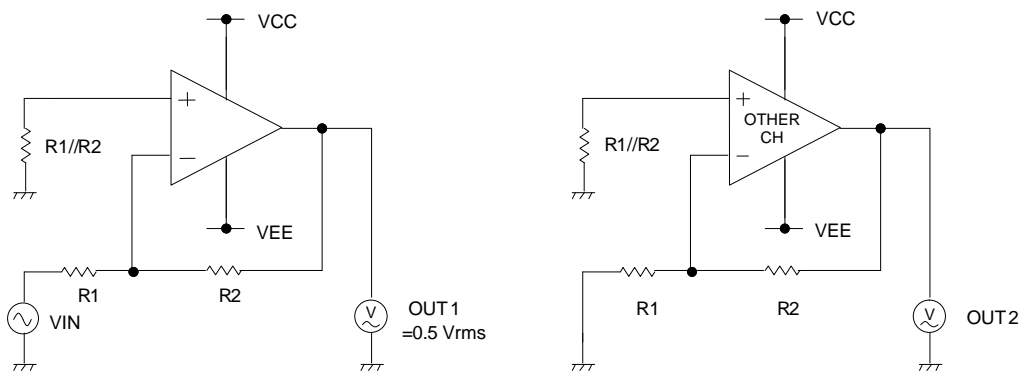 VCC
R1//R2
VEE
R1
R2
VIN
V
OUT1
=0.5 Vrms
VCC
OTHER
CH
R1//R2
VEE
R1
R2
V
OUT2